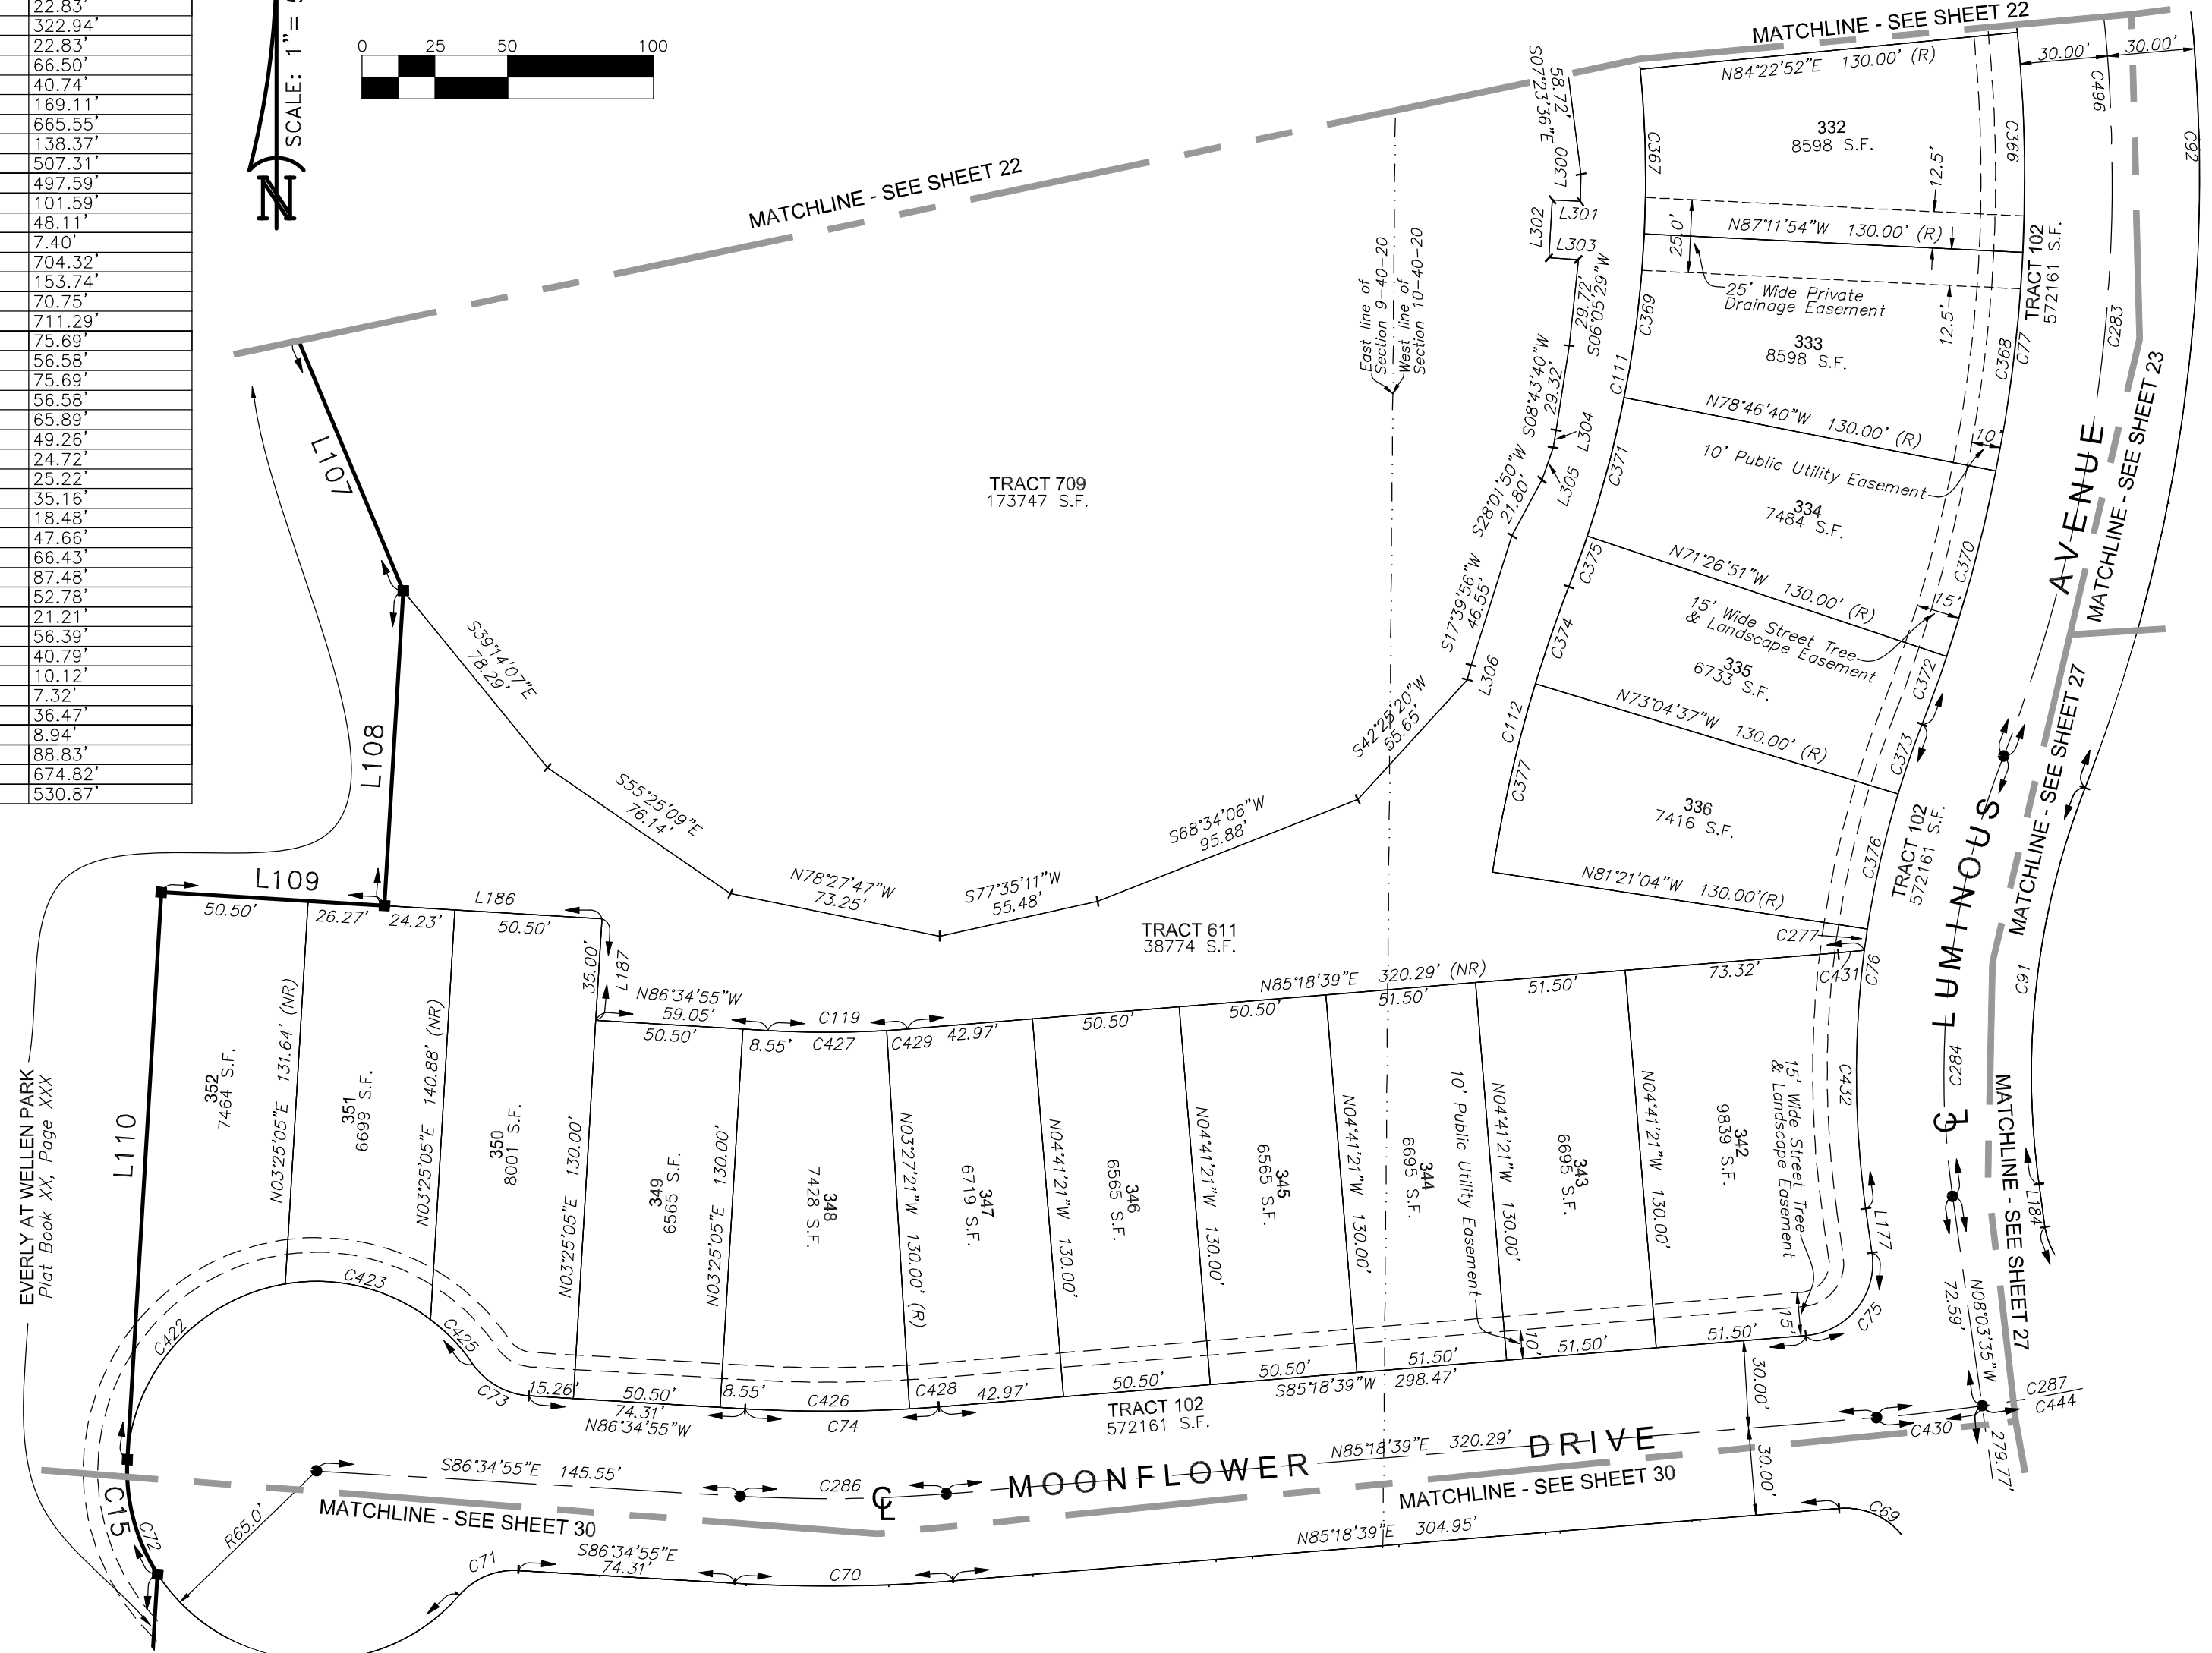 22.83'
322.94'
22.83'
66.50'
40.74'
169.11'
665.55'
138.37'
507.31'
497.59'
101.59'
48.11'
7.40'
704.32'
153.74'
70.75'
711.29'
75.69'
56.58'
75.69'
56.58'
65.89'
49.26'
24.72'
25.22'
35.16'
18.48'
47.66'
66.43'
87.48'
52.78'
21.21'
56.39'
40.79'
10.12'
7.32'
36.47'
8.94'
88.83'
674.82'
530.87'
SCALE: 1"=
N
0 25 50 100
MATCHLINE - SEE SHEET 22
MATCHLINE - SEE SHEET 22
30.00' 30.00'
C496
C92
N84°22'52"E 130.00' (R)
S07°23'36"E
58.72'
L300
L301
L302
L303
C367
332
8598 S.F.
C366
12.5'
25.0'
N87°11'54"W 130.00' (R)
25' Wide Private
Drainage Easement
12.5'
TRACT 102
572161 S.F.
C283
C77
C368
C369
333
8598 S.F.
East line of
Section 9-40-20
West line of
Section 10-40-20
29.72'
S06°05'29"W
S08°43'40"W
29.32'
L304
L305
C111
N78°46'40"W 130.00' (R)
10'
10' Public Utility Easement
C371
334
7484 S.F.
C370
S28°01'50"W
21.80'
C375
N71°26'51"W 130.00' (R)
15'
15' Wide Street Tree
& Landscape Easement
S17°39'56"W
46.55'
C374
335
6733 S.F.
C372
L306
N73°04'37"W 130.00' (R)
C373
C112
S42°25'20"W
55.65'
C377
336
7416 S.F.
C376
TRACT 102
572161 S.F.
N81°21'04"W 130.00'(R)
C277
C431
C76
MATCHLINE - SEE SHEET 23
MATCHLINE - SEE SHEET 27
LUMINOUS AVENUE
C91
C284
TRACT 709
173747 S.F.
L107
L108
S39°14'07"E
78.29'
S55°25'09"E
76.14'
N78°27'47"W
73.25'
S77°35'11"W
55.48'
S68°34'06"W
95.88'
L109
50.50'
26.27'
24.23'
L186
50.50'
35.00'
L187
TRACT 611
38774 S.F.
N86°34'55"W
59.05'
C119
N85°18'39"E 320.29' (NR)
50.50'
8.55'
C427
C429
42.97'
50.50'
50.50'
51.50'
51.50'
73.32'
L110
EVERLY AT WELLEN PARK
Plat Book XX, Page XXX
352
7464 S.F.
N03°25'05"E 131.64' (NR)
351
6699 S.F.
N03°25'05"E 140.88' (NR)
350
8001 S.F.
N03°25'05"E 130.00'
349
6565 S.F.
N03°25'05"E 130.00'
348
7428 S.F.
N03°27'21"W 130.00' (R)
347
6719 S.F.
N04°41'21"W 130.00'
346
6565 S.F.
N04°41'21"W 130.00'
345
6565 S.F.
N04°41'21"W 130.00'
344
6695 S.F.
10' Public Utility Easement
N04°41'21"W 130.00'
343
6695 S.F.
N04°41'21"W 130.00'
342
9839 S.F.
15' Wide Street Tree
& Landscape Easement
C432
L177
L184
MATCHLINE - SEE SHEET 27
N08°03'35"W
72.59'
C75
C422
C423
C425
C73
15.26'
50.50'
8.55'
C426
C428
42.97'
50.50'
50.50'
51.50'
51.50'
51.50'
10'
15'
74.31'
N86°34'55"W
C74
TRACT 102
572161 S.F.
S85°18'39"W 298.47'
30.00'
30.00'
C287
C444
C430
279.77'
S86°34'55"E 145.55'
C286
MOONFLOWER DRIVE
N85°18'39"E 320.29'
MATCHLINE - SEE SHEET 30
MATCHLINE - SEE SHEET 30
C15
C72
R65.0'
C71
S86°34'55"E
74.31'
C70
N85°18'39"E 304.95'
C69